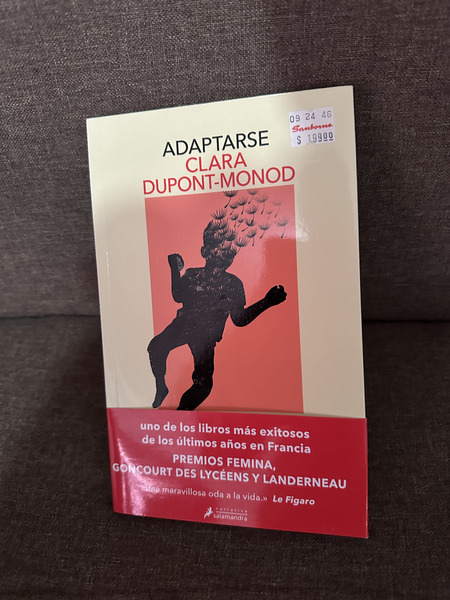 09 24 46
Sanborns
$ 199.00
ADAPTARSE
CLARA
DUPONT-MONOD
uno de los libros más exitosos
de los últimos años en Francia
PREMIOS FEMINA,
GONCOURT DES LYCÉENS Y LANDERNEAU
«Una maravillosa oda a la vida.» Le Figaro
narrativa
salamandra